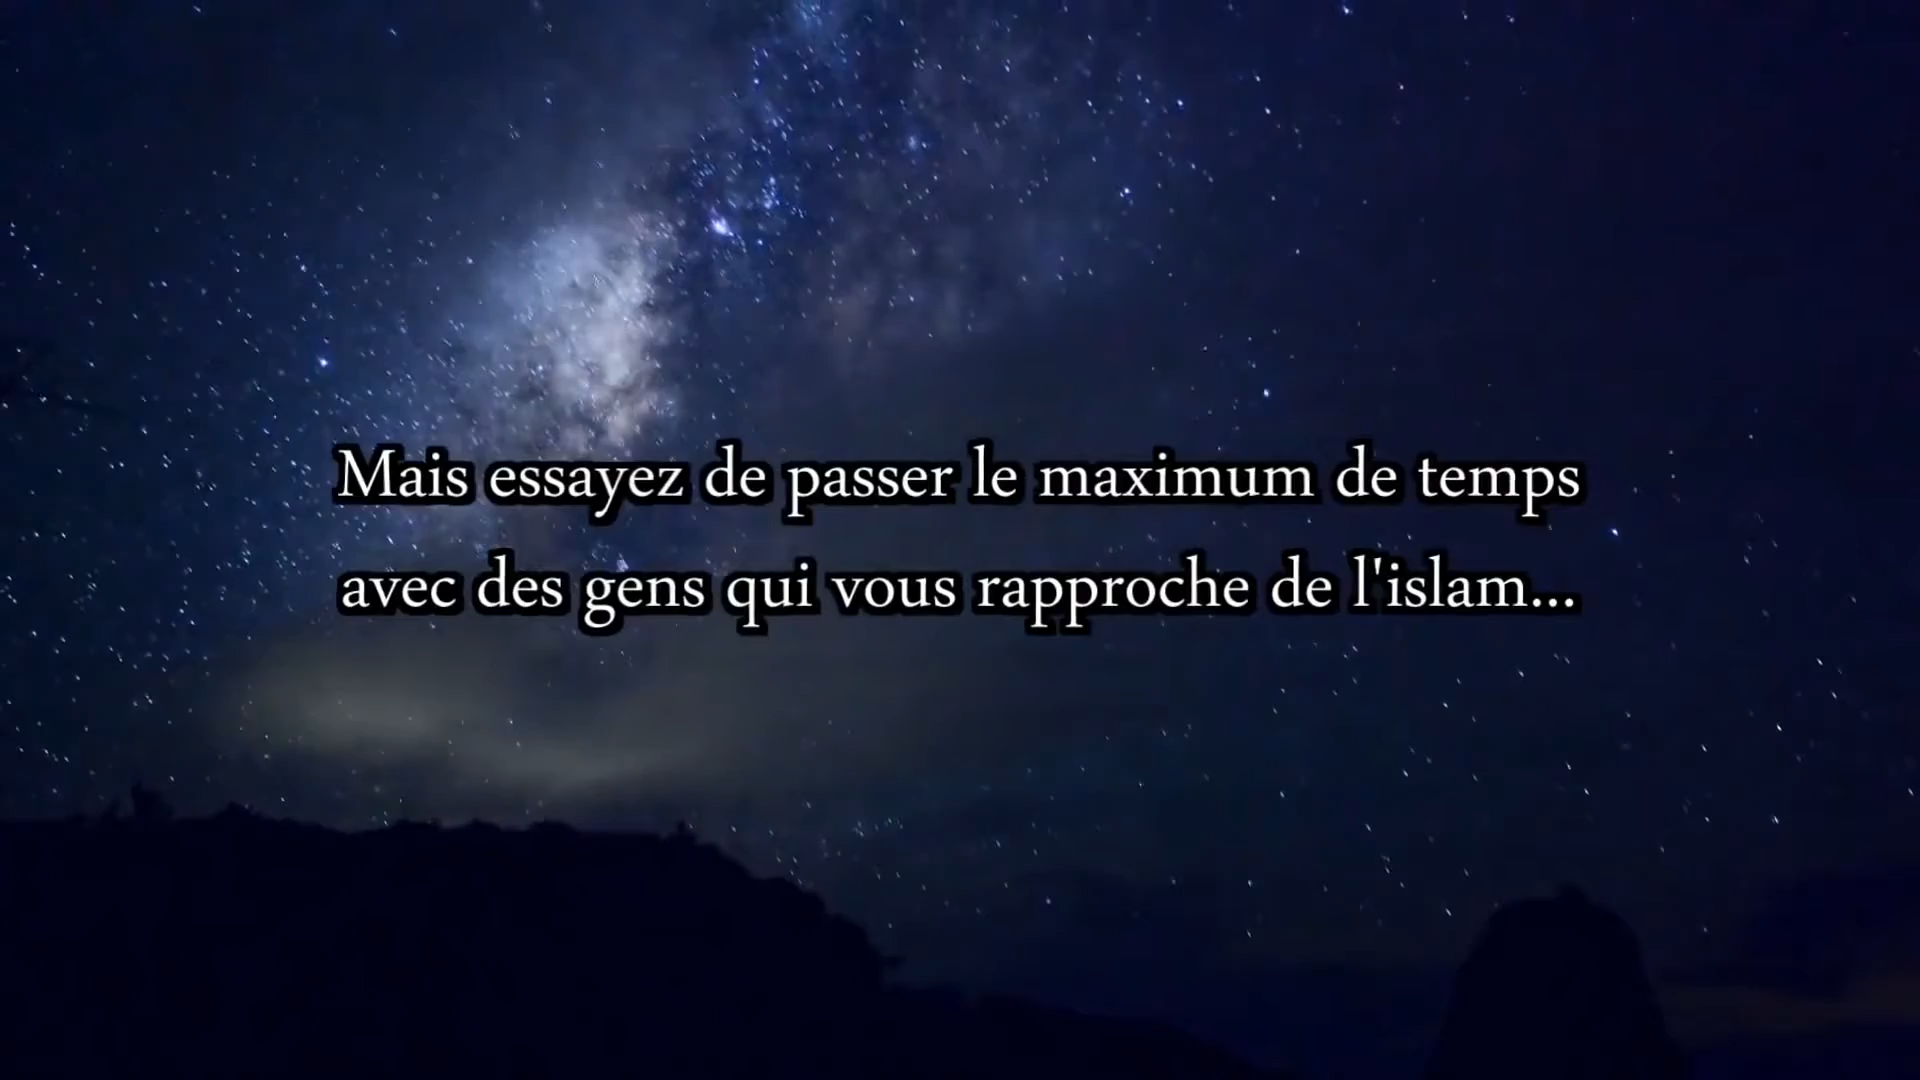 Mais essayez de passer le maximum de temps
avec des gens qui vous rapproche de l'islam...